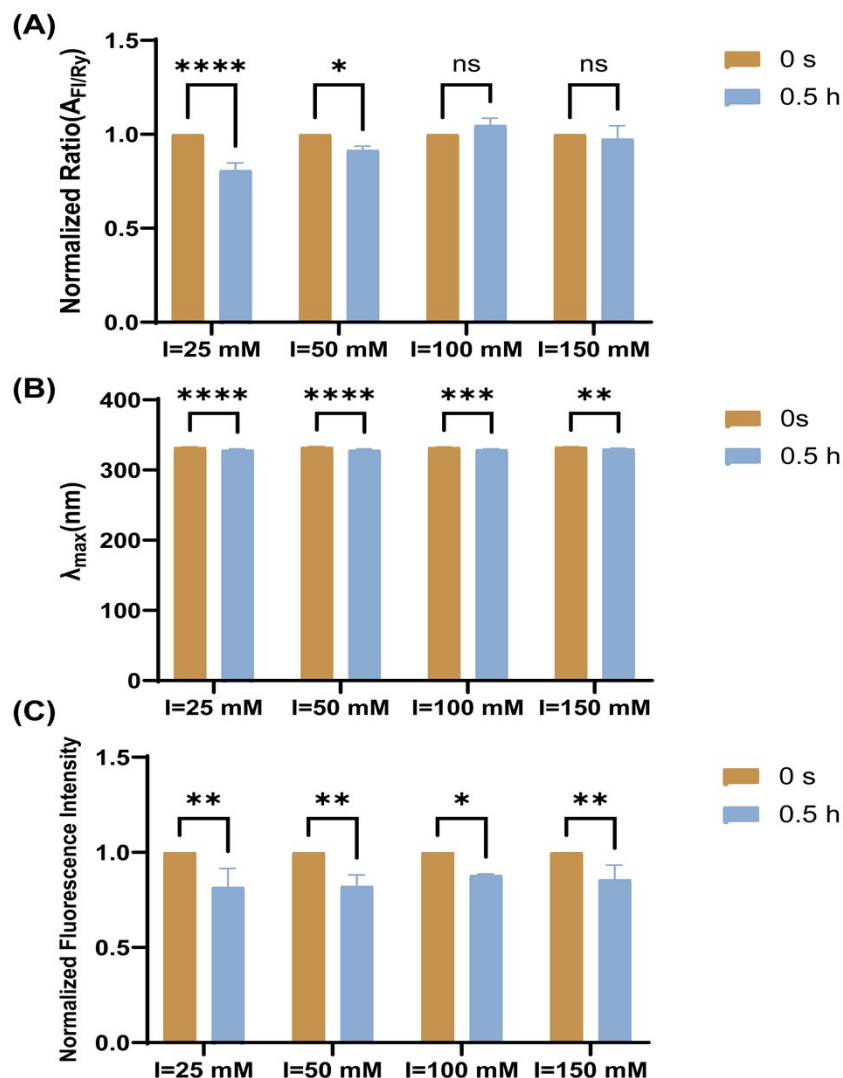 (A)
Normalized Ratio(A_Fl/Ry)
1.5
1.0
0.5
0.0
****
*
ns
ns
I=25 mM
I=50 mM
I=100 mM
I=150 mM
0 s
0.5 h
(B)
λmax(nm)
400
300
200
100
0
****
****
***
**
I=25 mM
I=50 mM
I=100 mM
I=150 mM
0s
0.5 h
(C)
Normalized Fluorescence Intensity
1.5
1.0
0.5
0.0
**
**
*
**
I=25 mM
I=50 mM
I=100 mM
I=150 mM
0 s
0.5 h